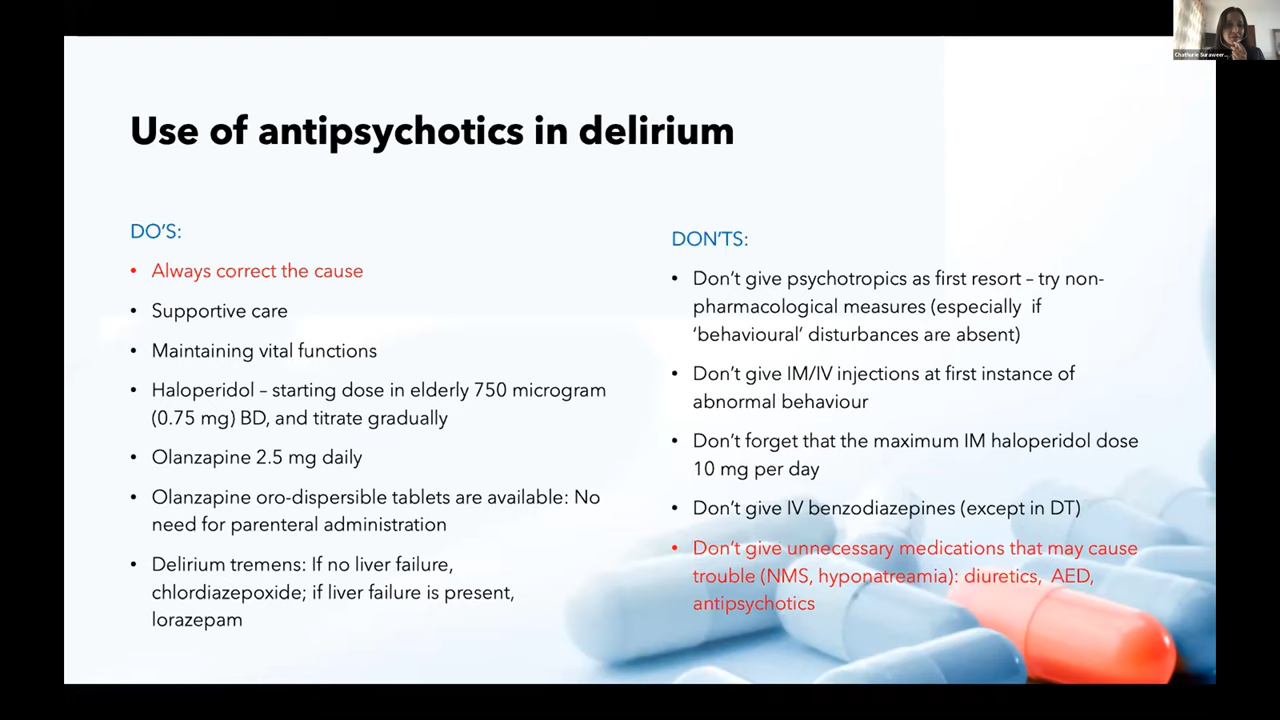 Chathurie Suraweer...
Use of antipsychotics in delirium
DO'S:
• Always correct the cause
• Supportive care
• Maintaining vital functions
• Haloperidol – starting dose in elderly 750 microgram
(0.75 mg) BD, and titrate gradually
• Olanzapine 2.5 mg daily
• Olanzapine oro-dispersible tablets are available: No
need for parenteral administration
• Delirium tremens: If no liver failure,
chlordiazepoxide; if liver failure is present,
lorazepam
DON'TS:
• Don't give psychotropics as first resort – try non-
pharmacological measures (especially if
'behavioural' disturbances are absent)
• Don't give IM/IV injections at first instance of
abnormal behaviour
• Don't forget that the maximum IM haloperidol dose
10 mg per day
• Don't give IV benzodiazepines (except in DT)
• Don't give unnecessary medications that may cause
trouble (NMS, hyponatreamia): diuretics, AED,
antipsychotics